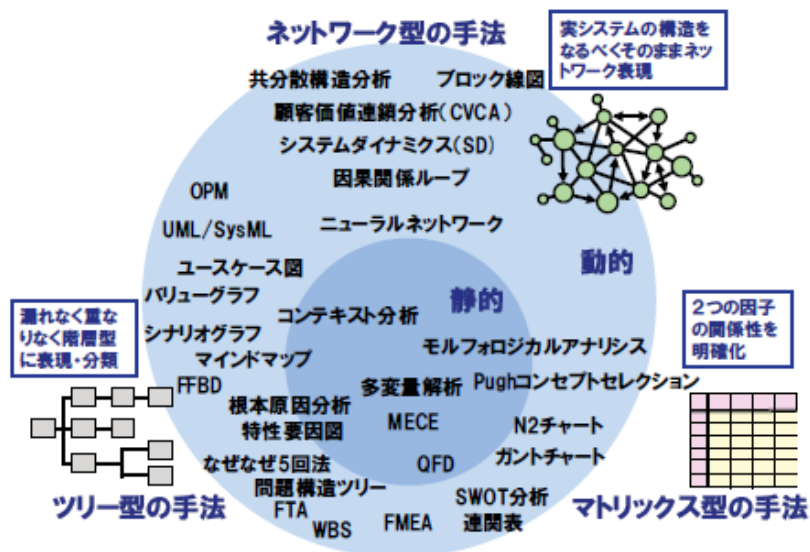 ネットワーク型の手法
実システムの構造を
なるべくそのままネッ
トワーク表現
共分散構造分析
ブロック線図
顧客価値連鎖分析(CVCA)
システムダイナミクス(SD)
因果関係ループ
OPM
UML/SysML
ニューラルネットワーク
動的
ユースケース図
バリューグラフ
静的
コンテキスト分析
漏れなく重な
りなく階層型
に表現・分類
2つの因子
の関係性を
明確化
シナリオグラフ
マインドマップ
モルフォロジカルアナリシス
FFBD
多変量解析
Pughコンセプトセレクション
根本原因分析
特性要因図
MECE
N2チャート
なぜなぜ5回法
QFD
ガントチャート
問題構造ツリー
ツリー型の手法
FTA
WBS
FMEA
SWOT分析
連関表
マトリックス型の手法